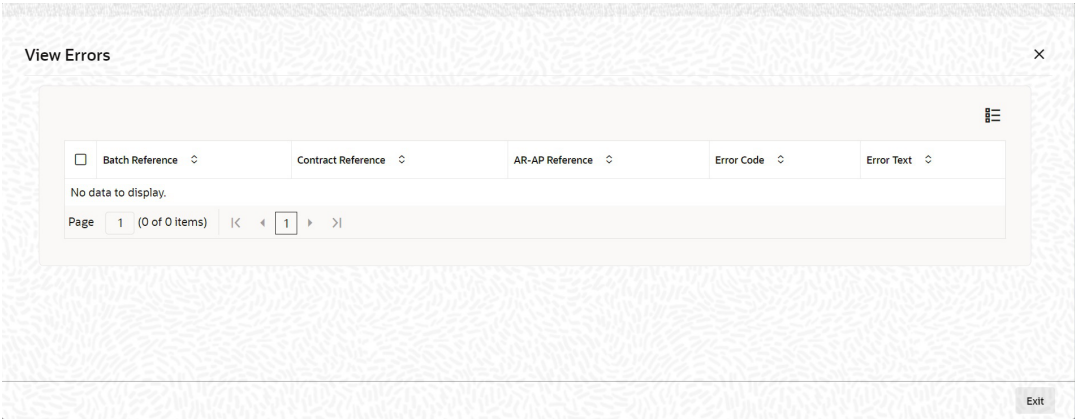 View Errors
Batch Reference Contract Reference AR-AP Reference Error Code Error Text
No data to display.
Page 1 (0 of 0 items) 1
Exit